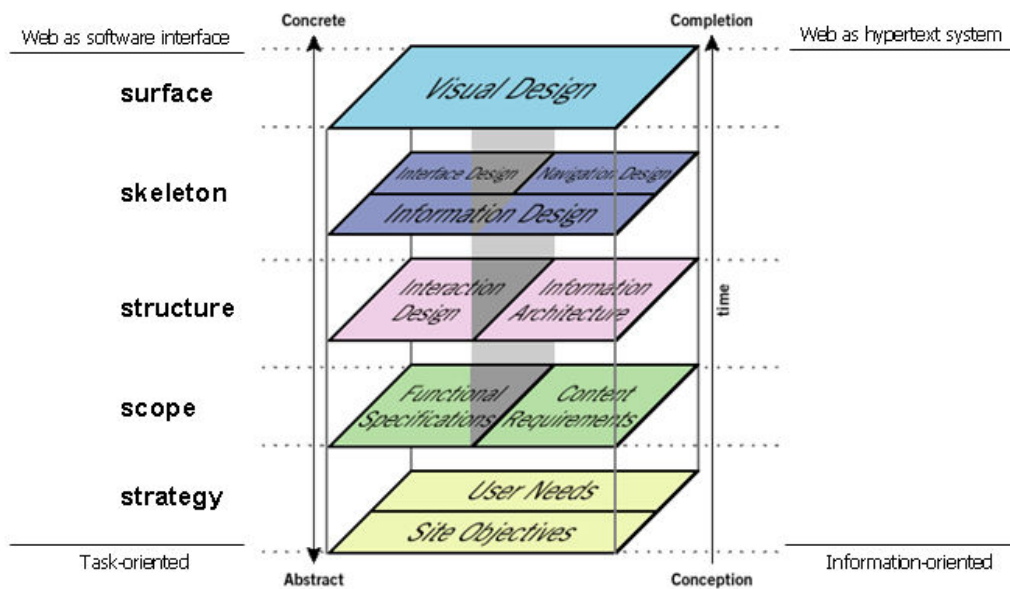 Concrete
Completion
Web as software interface
Web as hypertext system
surface
Visual Design
skeleton
Interface Design
Navigation Design
Information Design
structure
Interaction
Design
Information
Architecture
time
scope
Functional
Specifications
Content
Requirements
strategy
User Needs
Site Objectives
Task-oriented
Information-oriented
Abstract
Conception